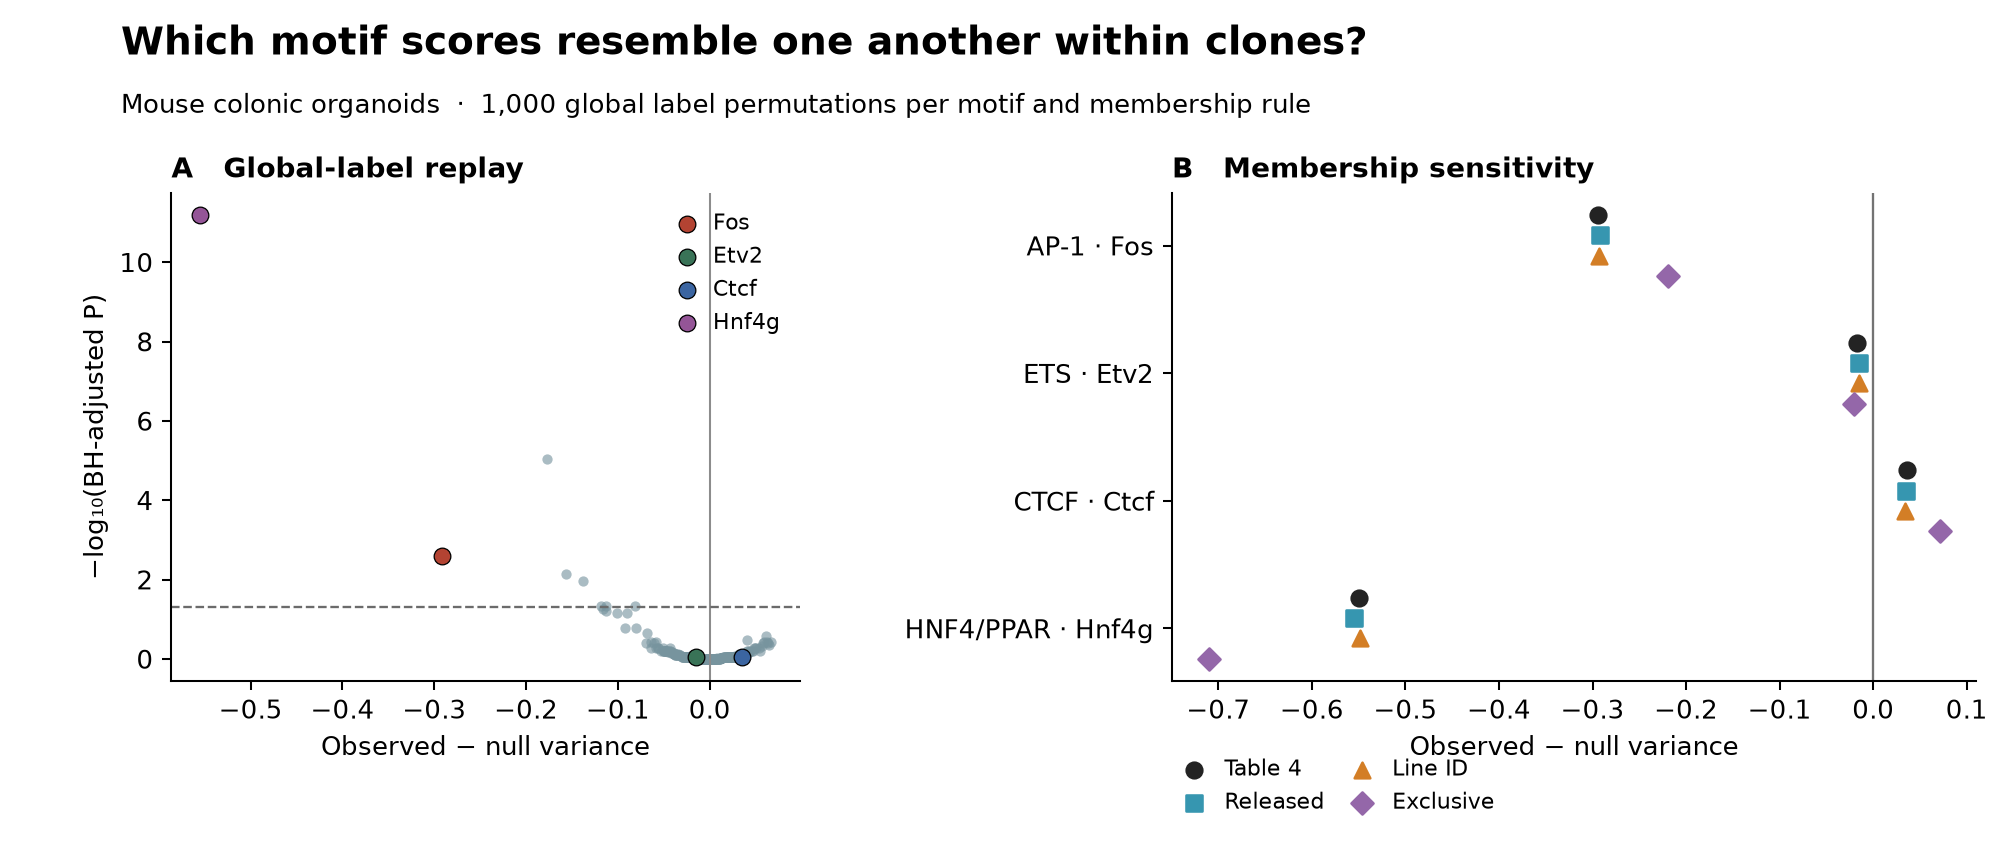 Which motif scores resemble one another within clones?
Mouse colonic organoids · 1,000 global label permutations per motif and membership rule
A Global-label replay
−log₁₀(BH-adjusted P)
10
8
6
4
2
0
Fos
Etv2
Ctcf
Hnf4g
−0.5 −0.4 −0.3 −0.2 −0.1 0.0
Observed − null variance
B Membership sensitivity
AP-1 · Fos
ETS · Etv2
CTCF · Ctcf
HNF4/PPAR · Hnf4g
−0.7 −0.6 −0.5 −0.4 −0.3 −0.2 −0.1 0.0 0.1
Observed − null variance
Table 4 Line ID
Released Exclusive